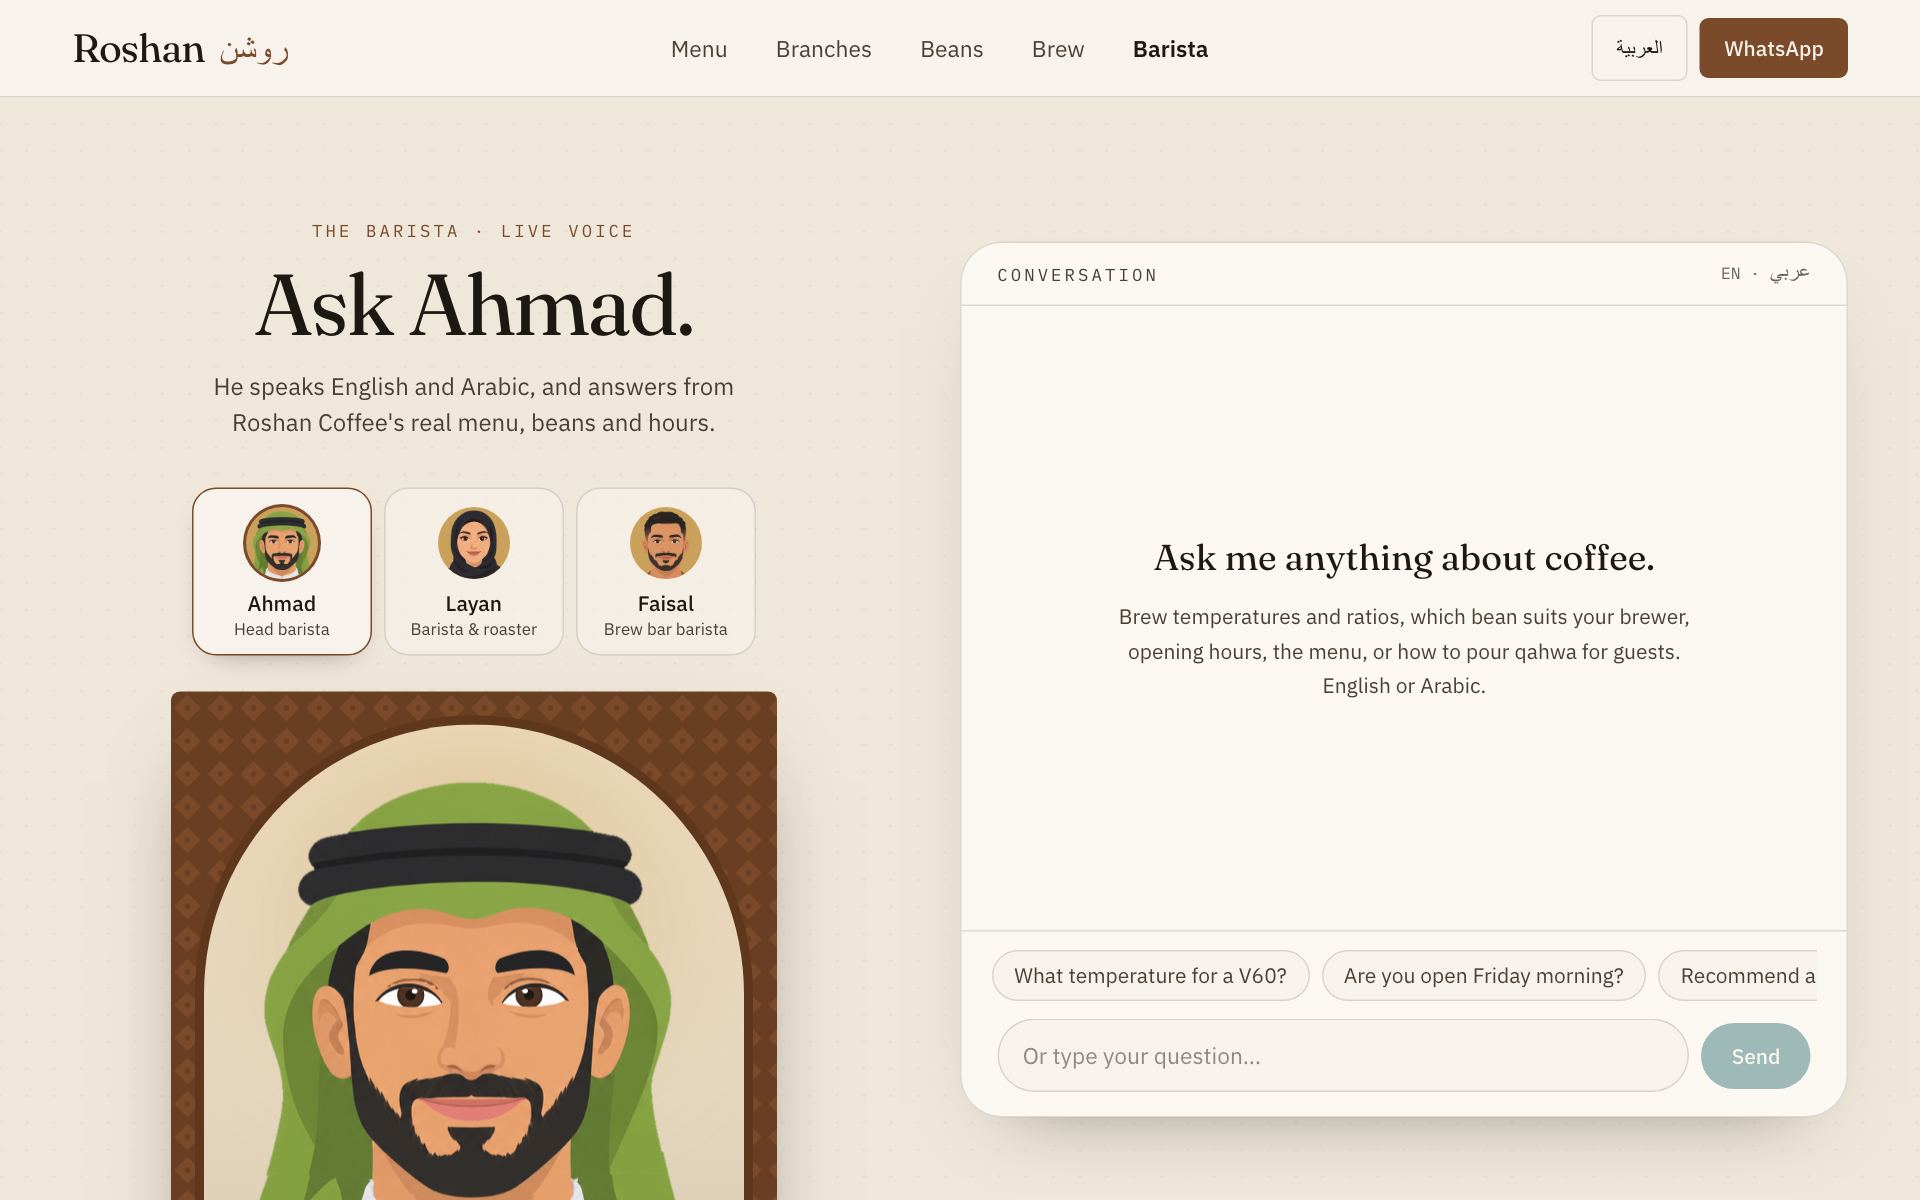 Roshan روشن
Menu
Branches
Beans
Brew
Barista
العربية
WhatsApp
THE BARISTA · LIVE VOICE
Ask Ahmad.
He speaks English and Arabic, and answers from
Roshan Coffee's real menu, beans and hours.
Ahmad
Head barista
Layan
Barista & roaster
Faisal
Brew bar barista
CONVERSATION
EN · عربي
Ask me anything about coffee.
Brew temperatures and ratios, which bean suits your brewer,
opening hours, the menu, or how to pour qahwa for guests.
English or Arabic.
What temperature for a V60?
Are you open Friday morning?
Recommend a
Or type your question...
Send